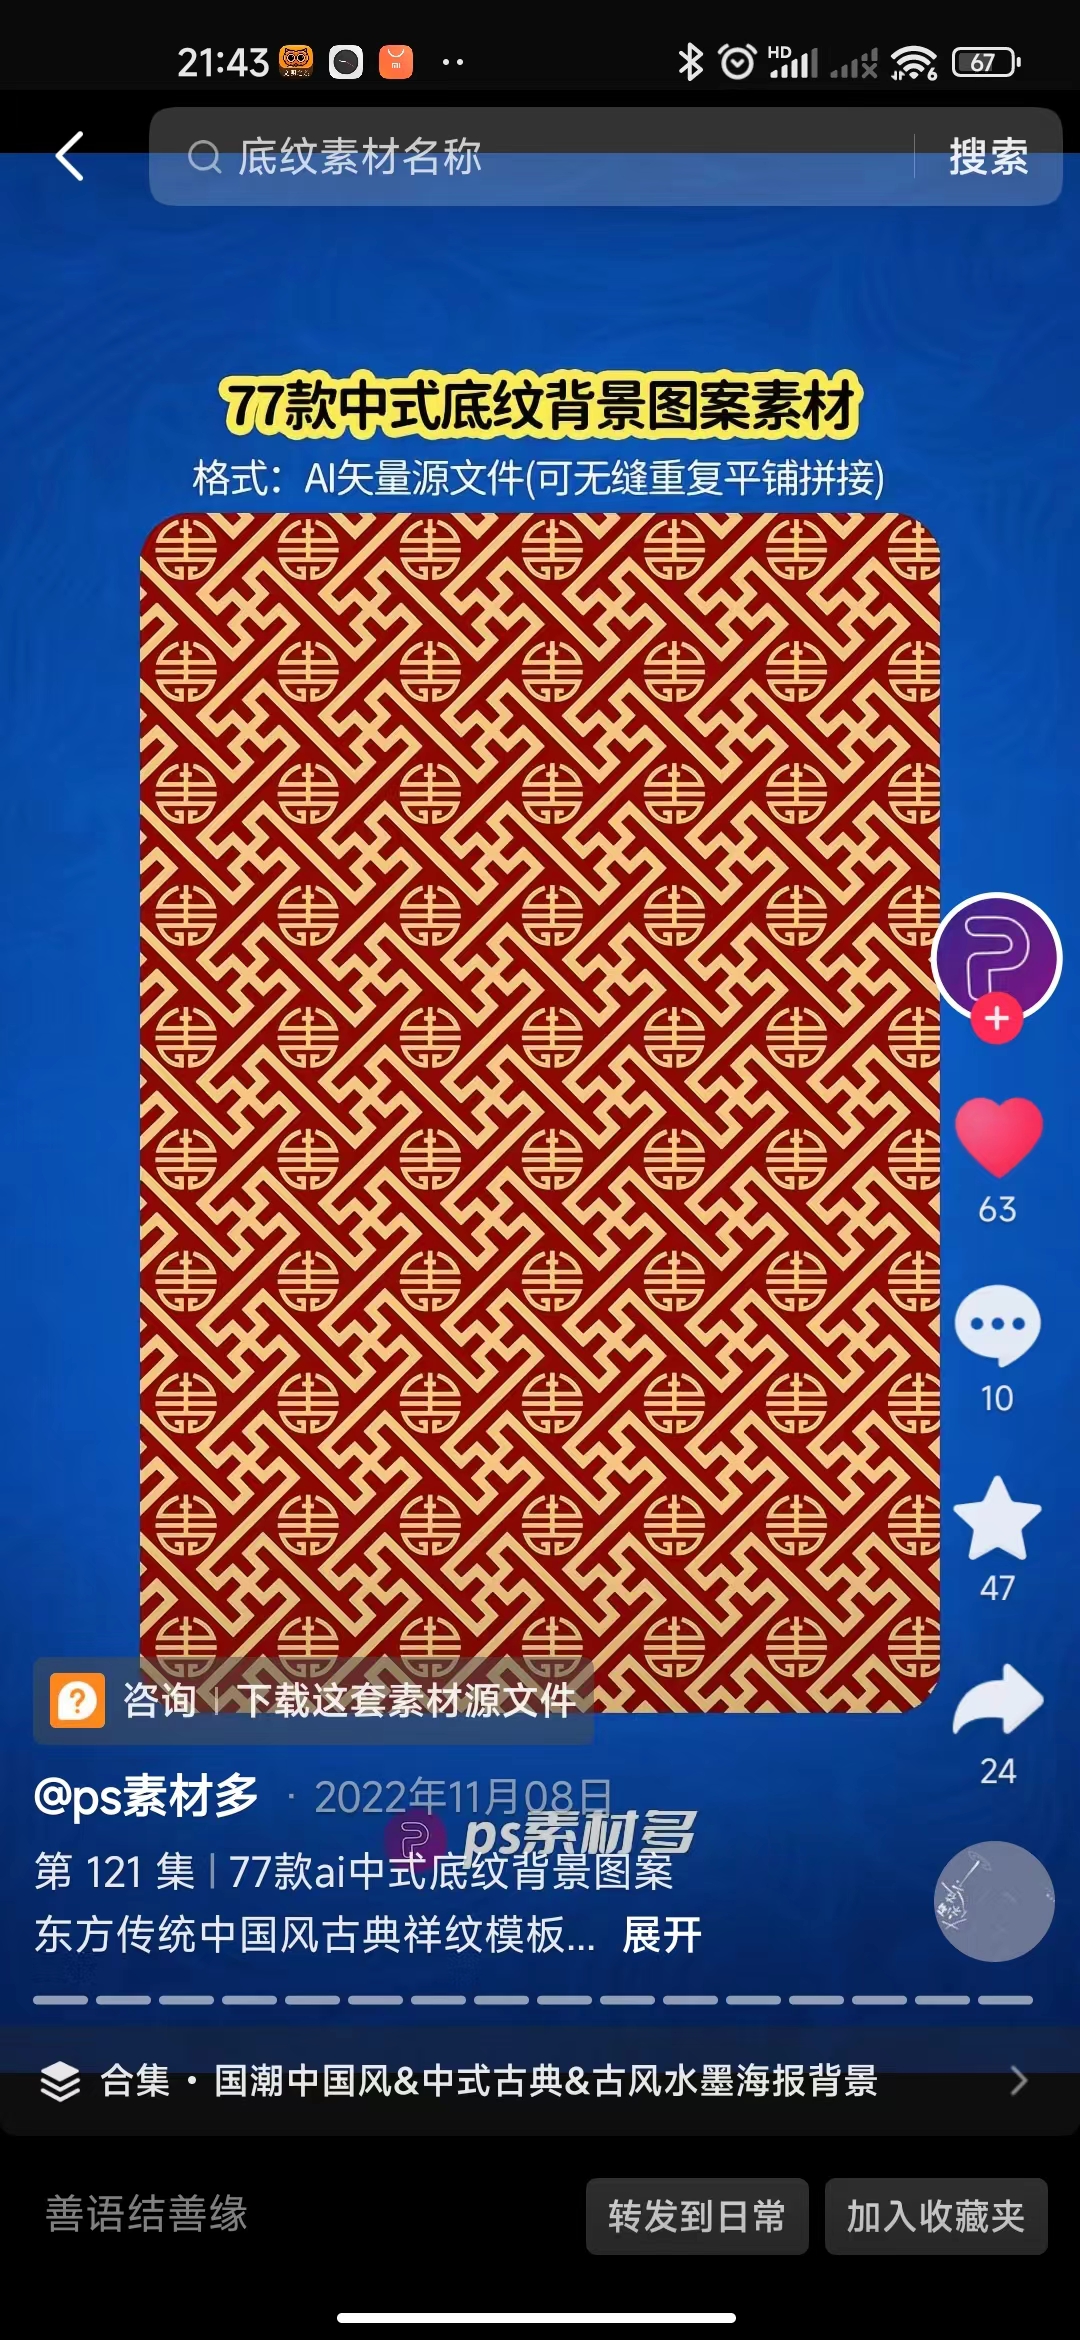 21:43
HD
6
67
底纹素材名称
搜索
77款中式底纹背景图案素材
格式：AI矢量源文件(可无缝重复平铺拼接)
63
10
47
24
咨询 | 下载这套素材源文件
@ps素材多 · 2022年11月08日
ps素材多
第 121 集 | 77款ai中式底纹背景图案
东方传统中国风古典祥纹模板... 展开
合集 · 国潮中国风&中式古典&古风水墨海报背景
善语结善缘
转发到日常
加入收藏夹